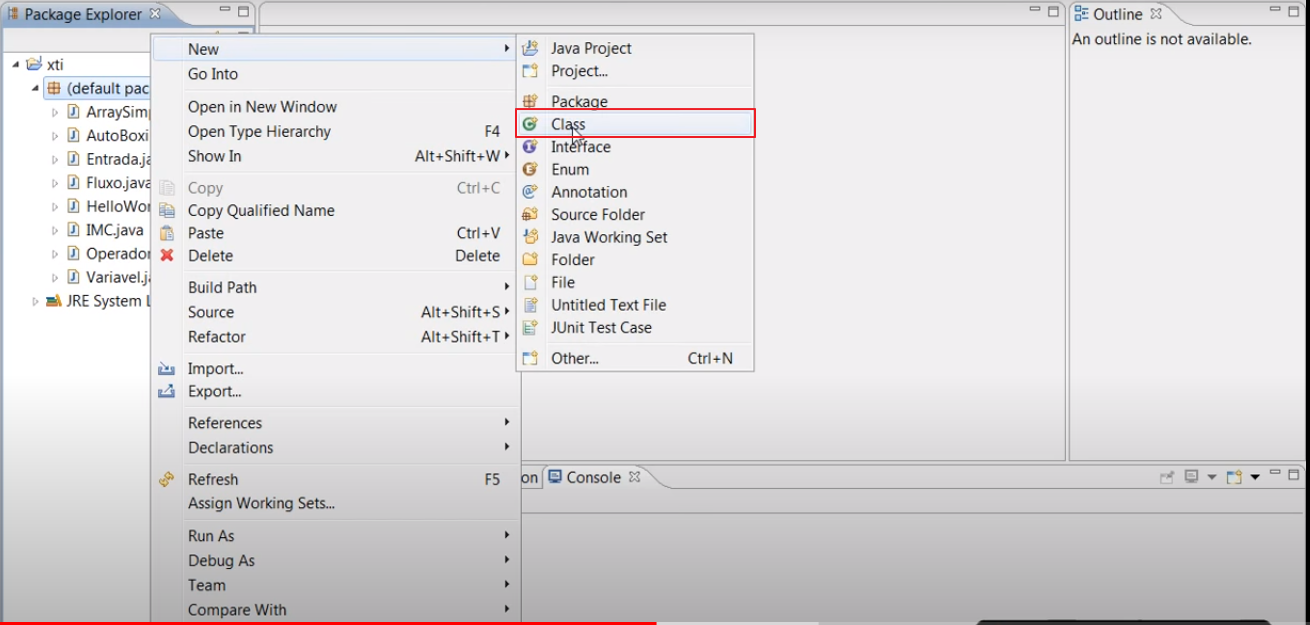 Package Explorer
xti
(default pac
ArraySim
AutoBoxi
Entrada.ja
Fluxo.java
HelloWor
IMC.java
Operador
Variavel.ja
JRE System L
New
Go Into
Open in New Window
Open Type Hierarchy F4
Show In Alt+Shift+W
Copy Ctrl+C
Copy Qualified Name
Paste Ctrl+V
Delete Delete
Build Path
Source Alt+Shift+S
Refactor Alt+Shift+T
Import...
Export...
References
Declarations
Refresh F5
Assign Working Sets...
Run As
Debug As
Team
Compare With
Java Project
Project...
Package
Class
Interface
Enum
Annotation
Source Folder
Java Working Set
Folder
File
Untitled Text File
JUnit Test Case
Other... Ctrl+N
Outline
An outline is not available.
on Console